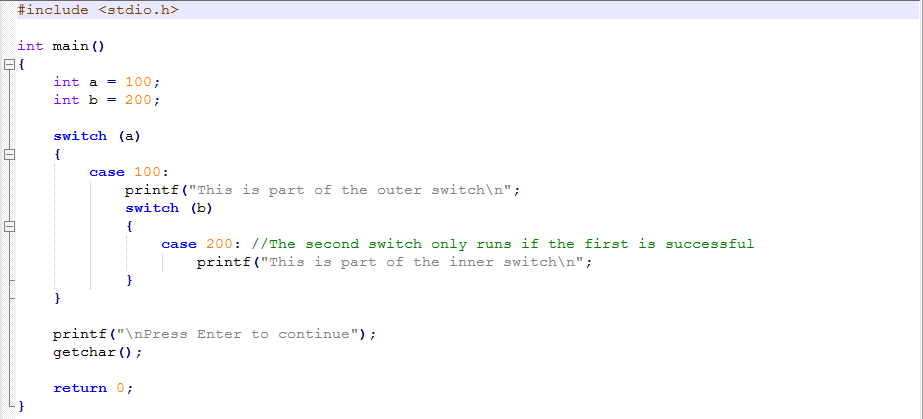 #include <stdio.h>
int main()
{
int a = 100;
int b = 200;
switch (a)
{
case 100:
printf("This is part of the outer switch\n";
switch (b)
{
case 200: //The second switch only runs if the first is successful
printf("This is part of the inner switch\n";
}
}
printf("\nPress Enter to continue");
getchar();
return 0;
}